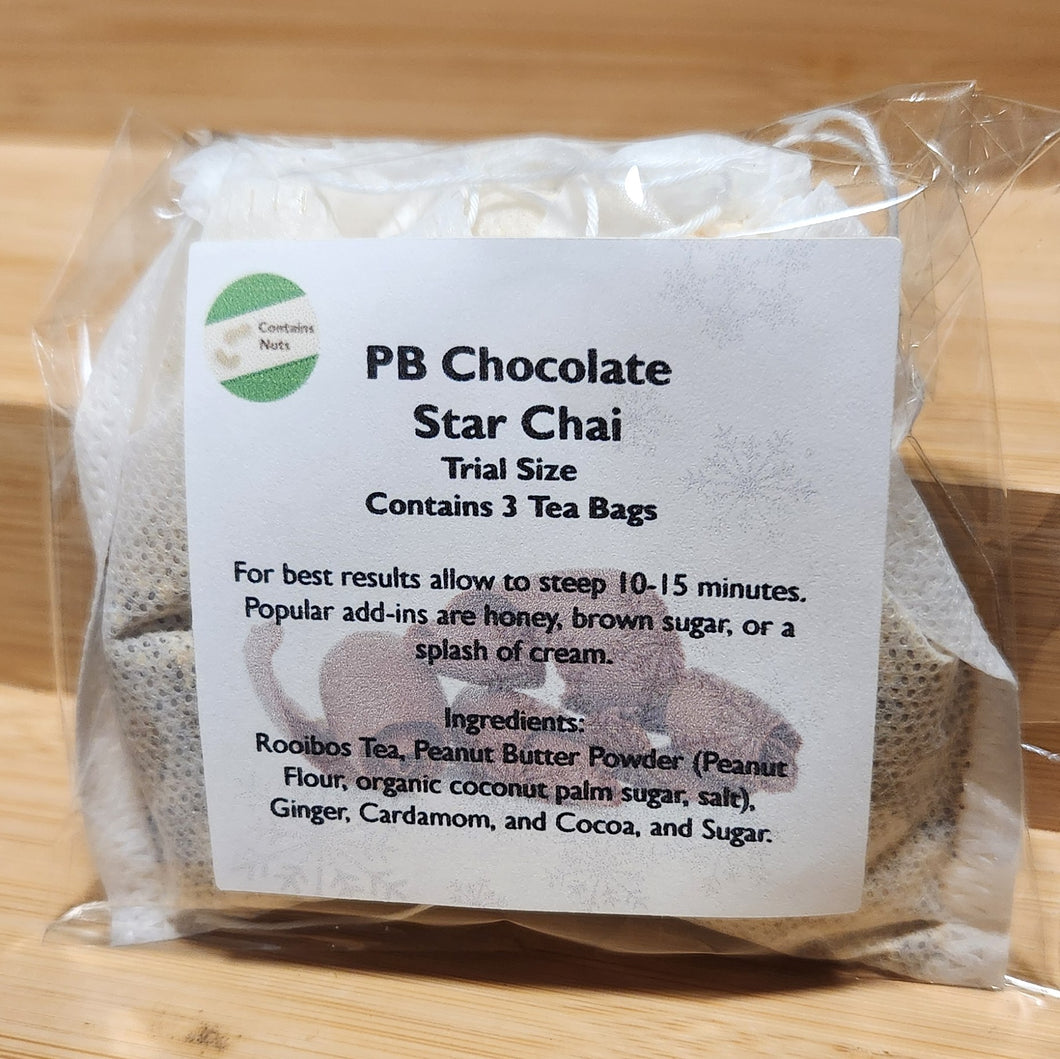 Contains
Nuts
PB Chocolate
Star Chai
Trial Size
Contains 3 Tea Bags
For best results allow to steep 10-15 minutes.
Popular add-ins are honey, brown sugar, or a
splash of cream.
Ingredients:
Rooibos Tea, Peanut Butter Powder (Peanut
Flour, organic coconut palm sugar, salt),
Ginger, Cardamom, and Cocoa, and Sugar.